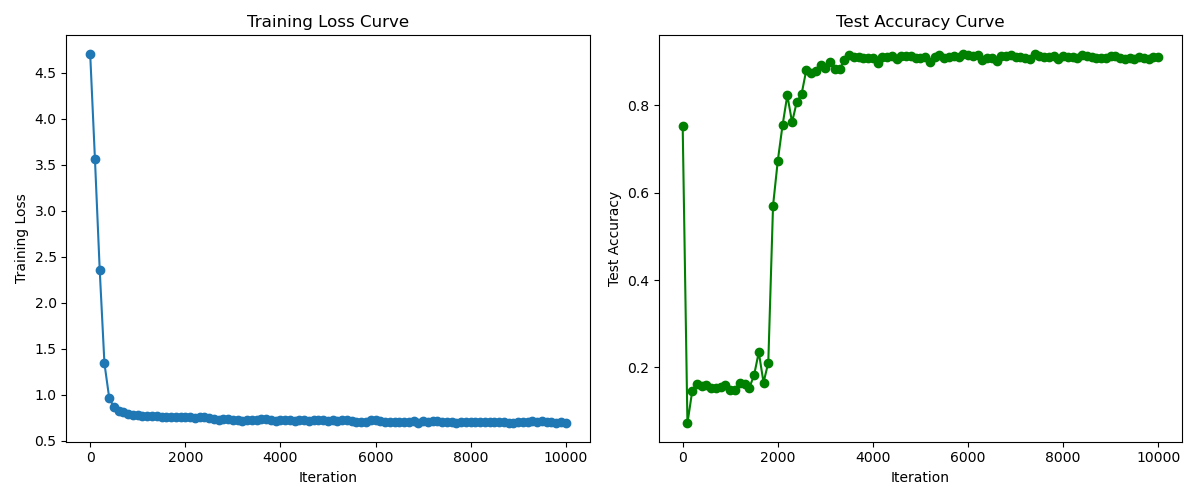 Training Loss Curve
Training Loss
4.5
4.0
3.5
3.0
2.5
2.0
1.5
1.0
0.5
0 2000 4000 6000 8000 10000
Iteration
Test Accuracy Curve
Test Accuracy
0.8
0.6
0.4
0.2
0 2000 4000 6000 8000 10000
Iteration